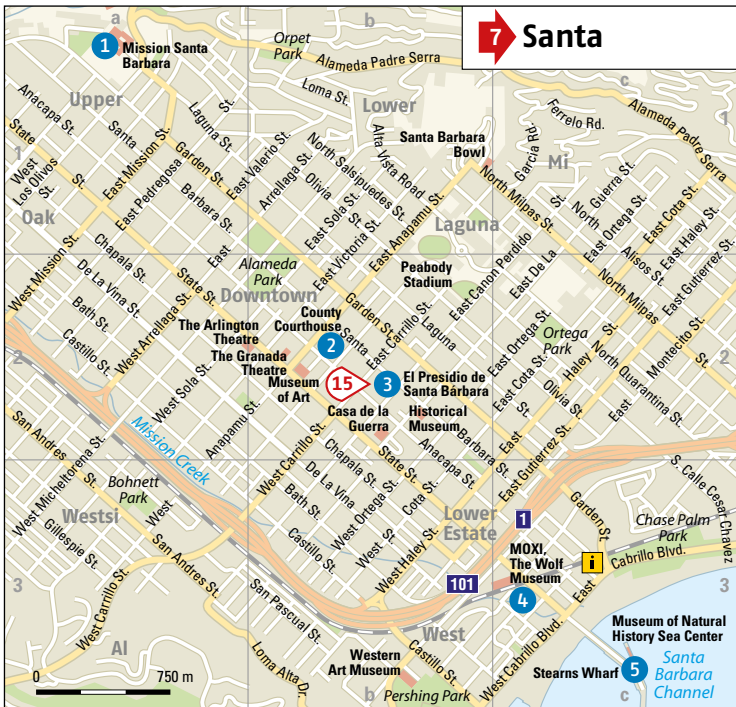 7 Santa
a
b
c
1
Mission Santa
Barbara
Orpet
Park
Alameda Padre Serra
Loma St.
Upper
Lower
Anacapa St.
Laguna St.
Santa
Barbara St.
State
St.
Garden St.
East Mission St.
East Pedregosa
East Valerio St.
Arrellaga St.
North Salsipuedes St.
Olivia St.
East Sola St.
East Victoria St.
Alta Vista Road
Santa Barbara
Bowl
Garcia Rd.
Ferrelo Rd.
Alameda Padre Serra
c
1
1
West
Los Olivos
St.
Oak
Mi
East
North Milpas St.
Guerra St.
East Ortega St.
East Cota St.
East Haley St.
East Gutierrez St.
North
Alisos St.
Laguna
East Anapamu St.
West Mission St.
Chapala St.
De La Vina St.
Bath St.
Castillo St.
State St.
Alameda
Park
Peabody
Stadium
East Canon Perdido
St.
East De La
North Milpas
St.
Downtown
County
Courthouse
2
The Arlington
Theatre
The Granada
Theatre
Museum
of Art
15
3
El Presidio de
Santa Bárbara
Santa
Barbara St.
Garden St.
East Carrillo St.
Laguna
East Ortega St.
East Cota St.
Ortega
Park
Haley St.
Olivia St.
North Quarantina St.
Montecito St.
East
2
2
West Arrellaga St.
West Sola St.
Anapamu St.
Casa de la
Guerra
Historical
Museum
Anacapa St.
Mission Creek
San Andres St.
West Micheltorena St.
Bohnett
Park
West
West Carrillo St.
Chapala St.
De La Vina
Bath St.
Castillo St.
State St.
West Ortega St.
Cota St.
West
St.
West Haley St.
East
East Gutierrez St.
Lower
Estate
Garden St.
S. Calle Cesar Chavez
Chase Palm
Park
Cabrillo Blvd.
East
i
1
101
MOXI,
The Wolf
Museum
4
Westsi
Gillespie St.
San Andres St.
West Carrillo St.
San Pascual St.
3
3
Al
Loma Alta Dr.
West
Castillo St.
West Cabrillo Blvd.
Western
Art Museum
Pershing Park
Museum of Natural
History Sea Center
Stearns Wharf
5
Santa
Barbara
Channel
0
750 m
b
c